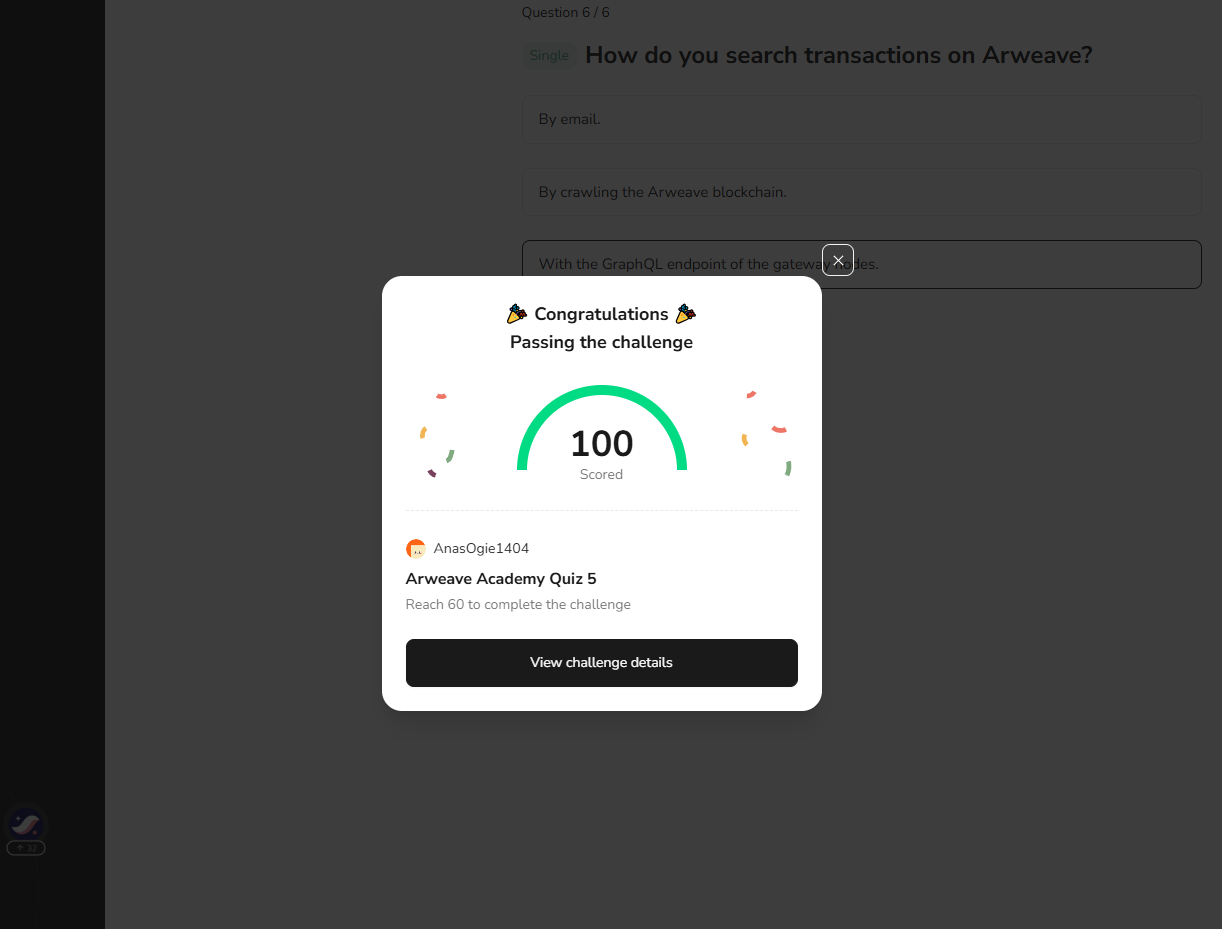 Question 6 / 6
Single How do you search transactions on Arweave?
By email.
By crawling the Arweave blockchain.
With the GraphQL endpoint of the gateway nodes.
Congratulations
Passing the challenge
100
Scored
AnasOgie1404
Arweave Academy Quiz 5
Reach 60 to complete the challenge
View challenge details